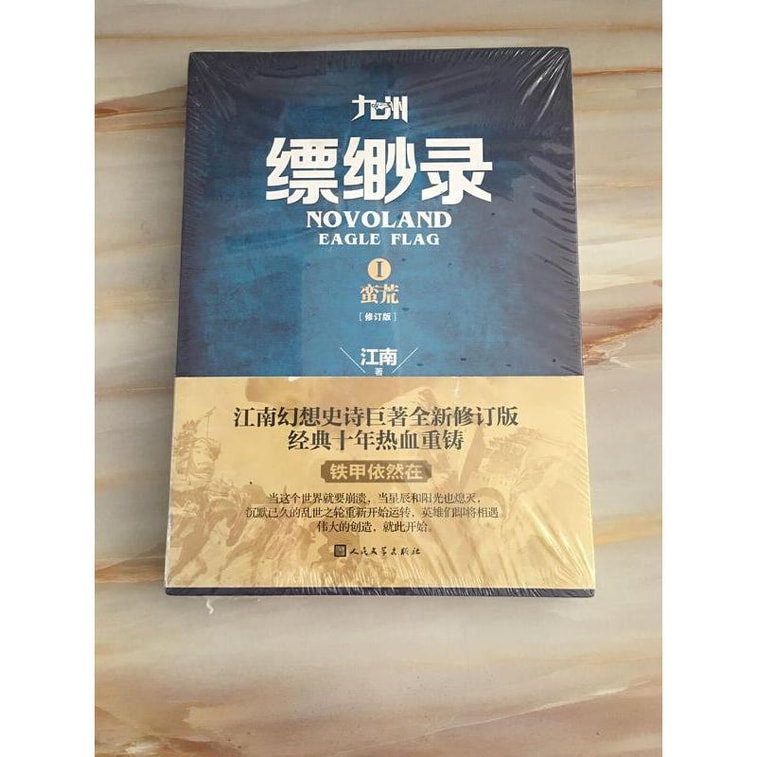 九州
缥缈录
NOVOLAND
EAGLE FLAG
I
蛮荒
[修订版]
江南
著
江南幻想史诗巨著全新修订版
经典十年热血重铸
铁甲依然在
当这个世界就要崩溃，当星辰和阳光也熄灭，
沉默已久的乱世之轮重新开始运转，英雄们即将相遇。
伟大的创造，就此开始。
人民文学出版社